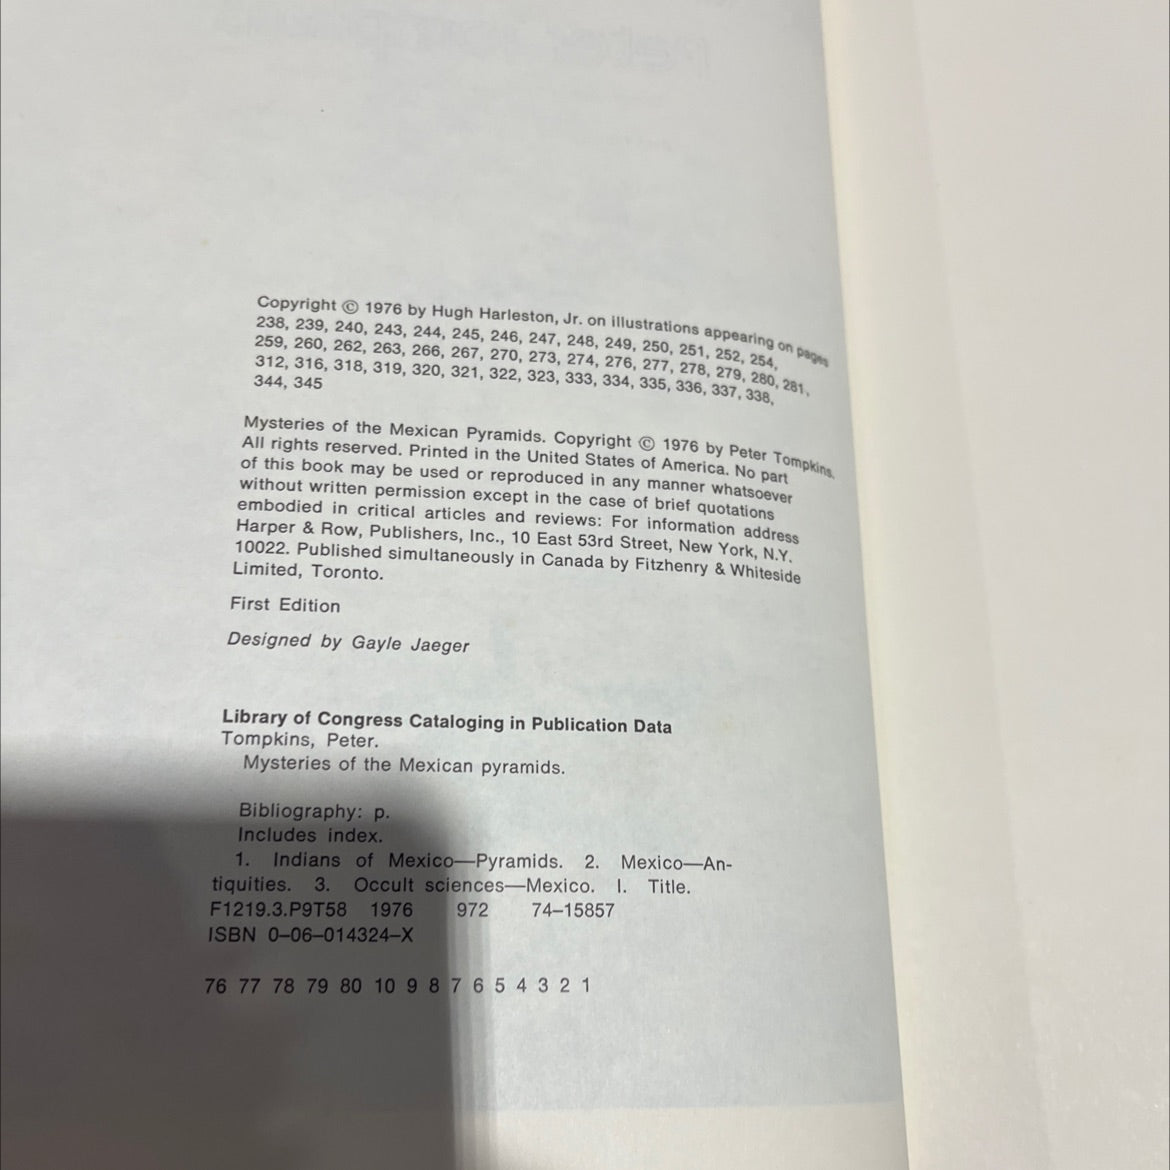 Copyright © 1976 by Hugh Harleston, Jr. on illustrations appearing on pages
238, 239, 240, 243, 244, 245, 246, 247, 248, 249, 250, 251, 252, 254,
259, 260, 262, 263, 266, 267, 270, 273, 274, 276, 277, 278, 279, 280, 281,
312, 316, 318, 319, 320, 321, 322, 323, 333, 334, 335, 336, 337, 338,
344, 345
Mysteries of the Mexican Pyramids. Copyright © 1976 by Peter Tompkins.
All rights reserved. Printed in the United States of America. No part
of this book may be used or reproduced in any manner whatsoever
without written permission except in the case of brief quotations
embodied in critical articles and reviews: For information address
Harper & Row, Publishers, Inc., 10 East 53rd Street, New York, N.Y.
10022. Published simultaneously in Canada by Fitzhenry & Whiteside
Limited, Toronto.
First Edition
Designed by Gayle Jaeger
Library of Congress Cataloging in Publication Data
Tompkins, Peter.
Mysteries of the Mexican pyramids.
Bibliography: p.
Includes index.
1. Indians of Mexico—Pyramids. 2. Mexico—An-
tiquities. 3. Occult sciences—Mexico. I. Title.
F1219.3.P9T58 1976 972 74–15857
ISBN 0–06–014324–X
76 77 78 79 80 10 9 8 7 6 5 4 3 2 1